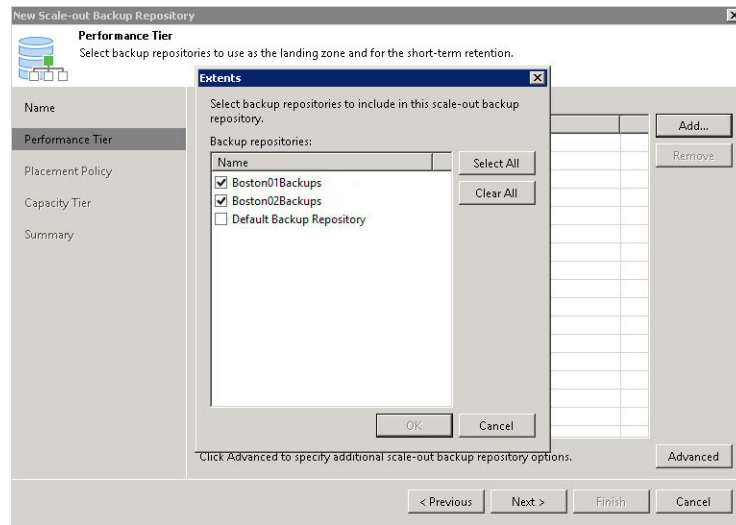 New Scale-out Backup Repository
Performance Tier
Select backup repositories to use as the landing zone and for the short-term retention.
Extents
Select backup repositories to include in this scale-out backup
repository.
Backup repositories:
Name
Boston01Backups
Boston02Backups
Default Backup Repository
Select All
Clear All
OK
Cancel
Name
Performance Tier
Placement Policy
Capacity Tier
Summary
Add...
Remove
Click Advanced to specify additional scale-out backup repository options.
Advanced
< Previous
Next >
Finish
Cancel